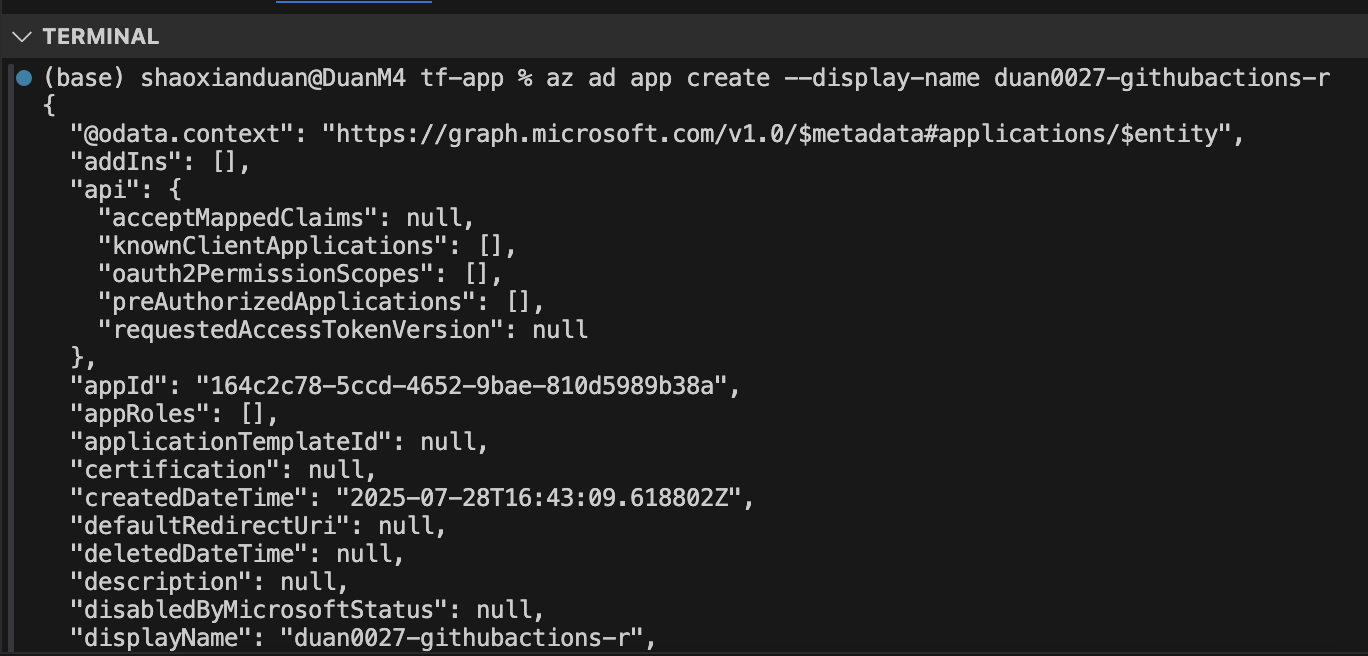 TERMINAL
(base) shaoxianduan@DuanM4 tf-app % az ad app create --display-name duan0027-githubactions-r
{
  "@odata.context": "https://graph.microsoft.com/v1.0/$metadata#applications/$entity",
  "addIns": [],
  "api": {
    "acceptMappedClaims": null,
    "knownClientApplications": [],
    "oauth2PermissionScopes": [],
    "preAuthorizedApplications": [],
    "requestedAccessTokenVersion": null
  },
  "appId": "164c2c78-5ccd-4652-9bae-810d5989b38a",
  "appRoles": [],
  "applicationTemplateId": null,
  "certification": null,
  "createdDateTime": "2025-07-28T16:43:09.618802Z",
  "defaultRedirectUri": null,
  "deletedDateTime": null,
  "description": null,
  "disabledByMicrosoftStatus": null,
  "displayName": "duan0027-githubactions-r",